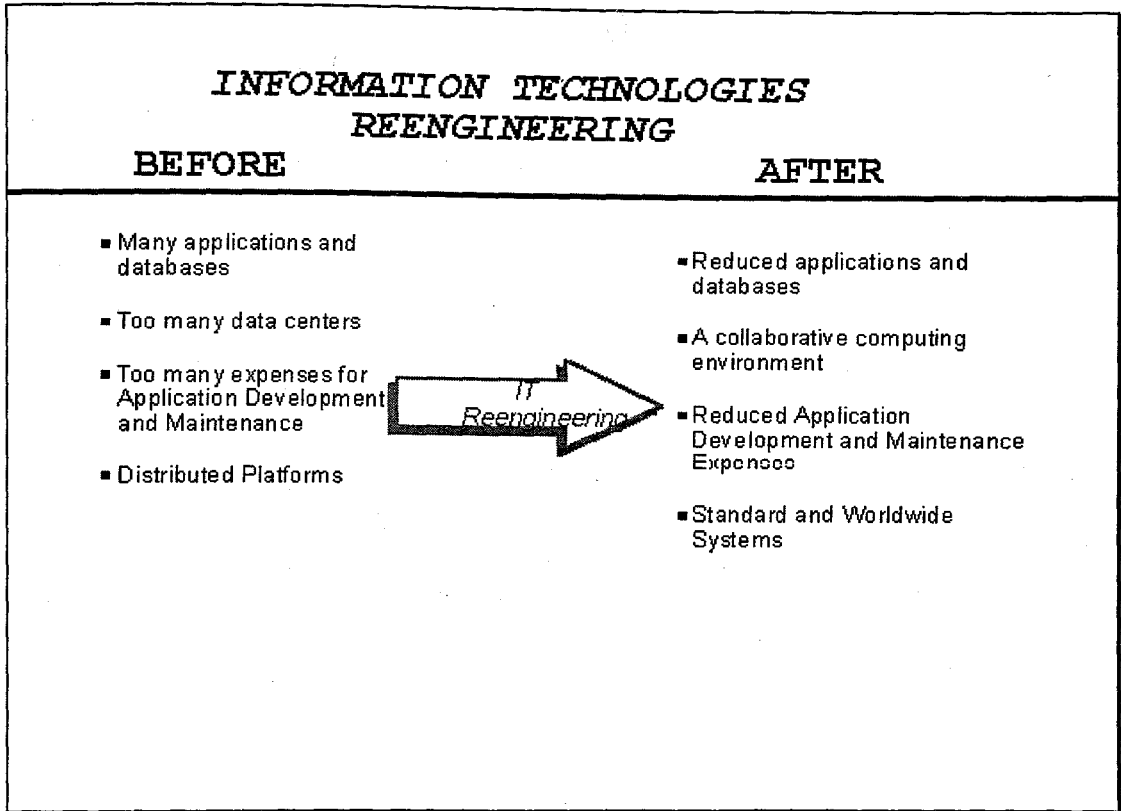 INFORMATION TECHNOLOGIES
REENGINEERING
BEFORE
AFTER
▪ Many applications and
databases
▪ Too many data centers
▪ Too many expenses for
Application Development
and Maintenance
▪ Distributed Platforms
IT
Reengineering
▪ Reduced applications and
databases
▪ A collaborative computing
environment
▪ Reduced Application
Development and Maintenance
Expenses
▪ Standard and Worldwide
Systems